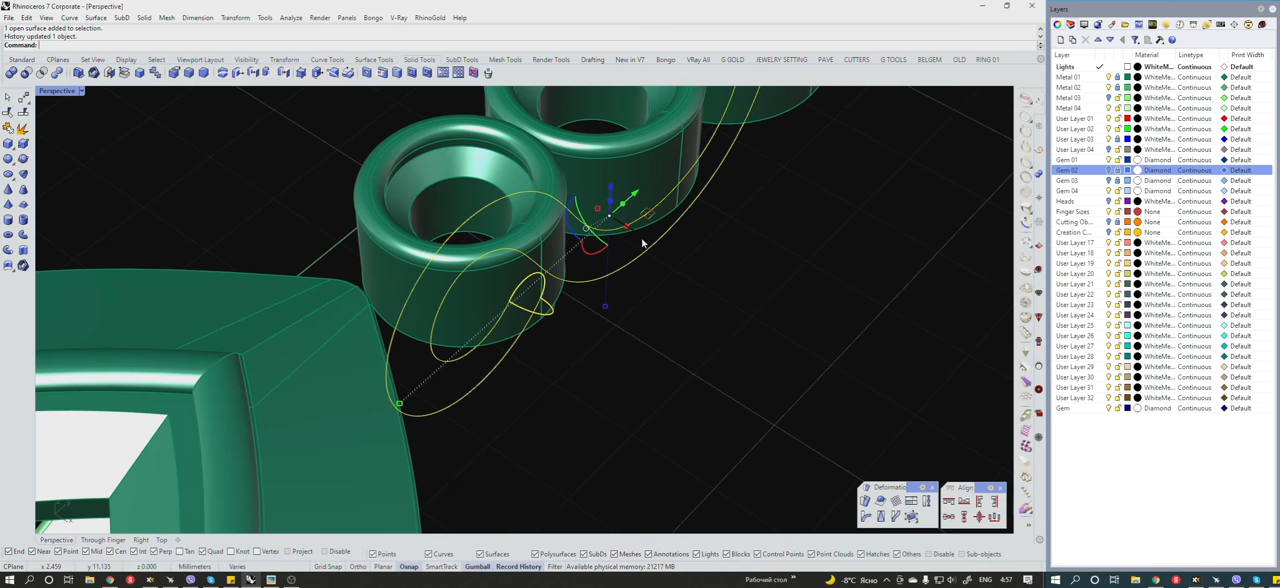 Rhinoceros 7 Corporate - [Perspective]
File Edit View Curve Surface SubD Solid Mesh Dimension Transform Tools Analyze Render Panels Bongo V-Ray RhinoGold Help
1 open surface added to selection.
History updated 1 object.
Command:
Standard CPlanes Set View Display Select Viewport Layout Visibility Transform Curve Tools Surface Tools Solid Tools SubD Tools Mesh Tools Render Tools Drafting New in V7 Bongo VRay All G GOLD JEWELRY SETTING PAVE CUTTERS G TOOLS BELGEM OLD RING 01
Perspective
Deformatio
Align
x
Perspective Through Finger Right Top
End Near Point Mid Cen Int Perp Tan Quad Knot Vertex Project Disable Points Curves Surfaces Polysurfaces SubDs Meshes Annotations Lights Blocks Control Points Point Clouds Hatches Others Disable Sub-objects
CPlane x 2.459 y 11.135 z 0.000 Millimeters Varies Grid Snap Ortho Planar Osnap SmartTrack Gumball Record History Filter Available physical memory: 21217 MB
Layers
Layer Material Linetype Print Width
Lights WhiteM... Continuous Default
Metal 01 WhiteMe... Continuous Default
Metal 02 WhiteMe... Continuous Default
Metal 03 WhiteMe... Continuous Default
Metal 04 WhiteMe... Continuous Default
User Layer 01 WhiteMe... Continuous Default
User Layer 02 WhiteMe... Continuous Default
User Layer 03 WhiteMe... Continuous Default
User Layer 04 WhiteMe... Continuous Default
Gem 01 Diamond Continuous Default
Gem 02 Diamond Continuous Default
Gem 03 Diamond Continuous Default
Gem 04 Diamond Continuous Default
Heads WhiteMe... Continuous Default
Finger Sizes None Continuous Default
Cutting Obj... None Continuous Default
Creation C... None Continuous Default
User Layer 17 WhiteMe... Continuous Default
User Layer 18 WhiteMe... Continuous Default
User Layer 19 WhiteMe... Continuous Default
User Layer 20 WhiteMe... Continuous Default
User Layer 21 WhiteMe... Continuous Default
User Layer 22 WhiteMe... Continuous Default
User Layer 23 WhiteMe... Continuous Default
User Layer 24 WhiteMe... Continuous Default
User Layer 25 WhiteMe... Continuous Default
User Layer 26 WhiteMe... Continuous Default
User Layer 27 WhiteMe... Continuous Default
User Layer 28 WhiteMe... Continuous Default
User Layer 29 WhiteMe... Continuous Default
User Layer 30 WhiteMe... Continuous Default
User Layer 31 WhiteMe... Continuous Default
User Layer 32 WhiteMe... Continuous Default
Gem Diamond Continuous Default
Рабочий стол -8°C Ясно ENG 4:57